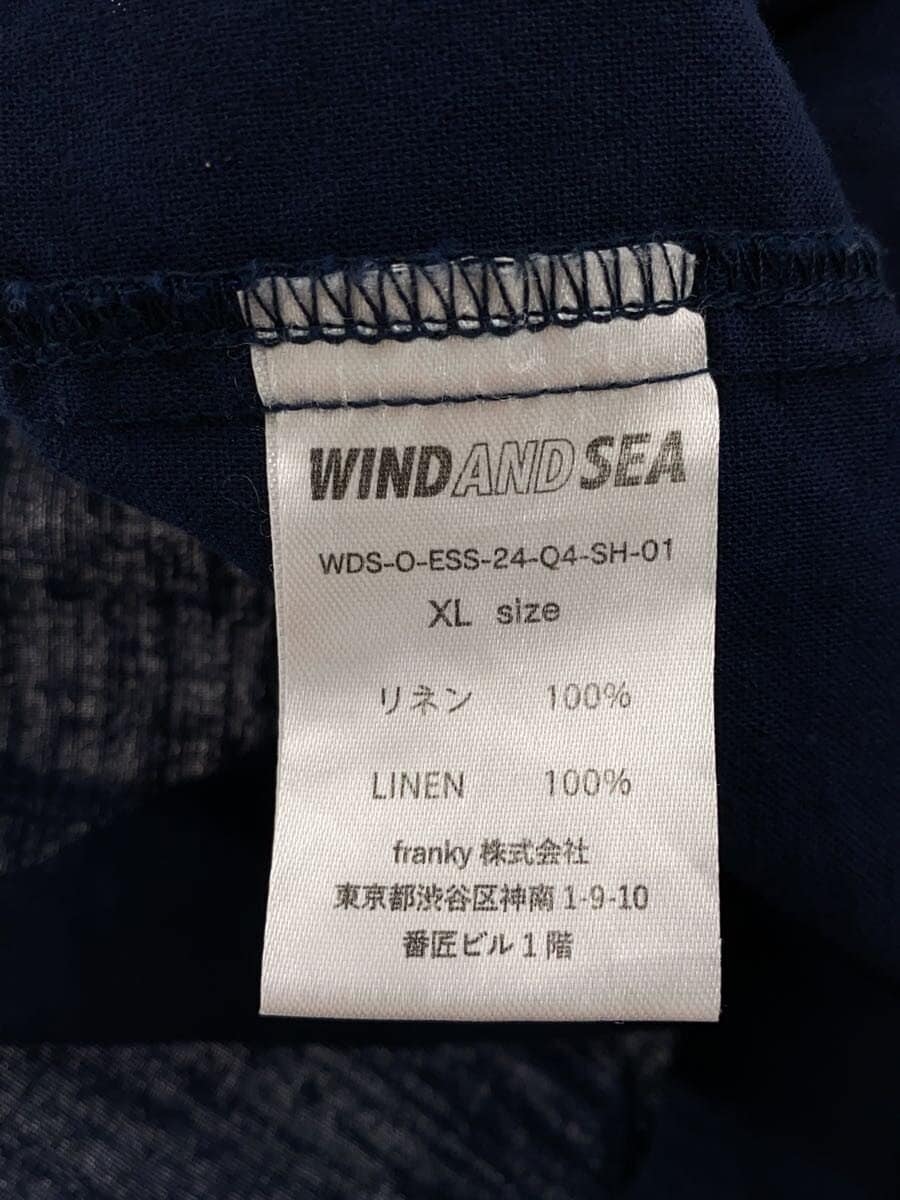 WINDANDSEA
WDS-O-ESS-24-Q4-SH-01
XL size
リネン 100%
LINEN 100%
franky 株式会社
東京都渋谷区神南 1-9-10
番匠ビル 1 階